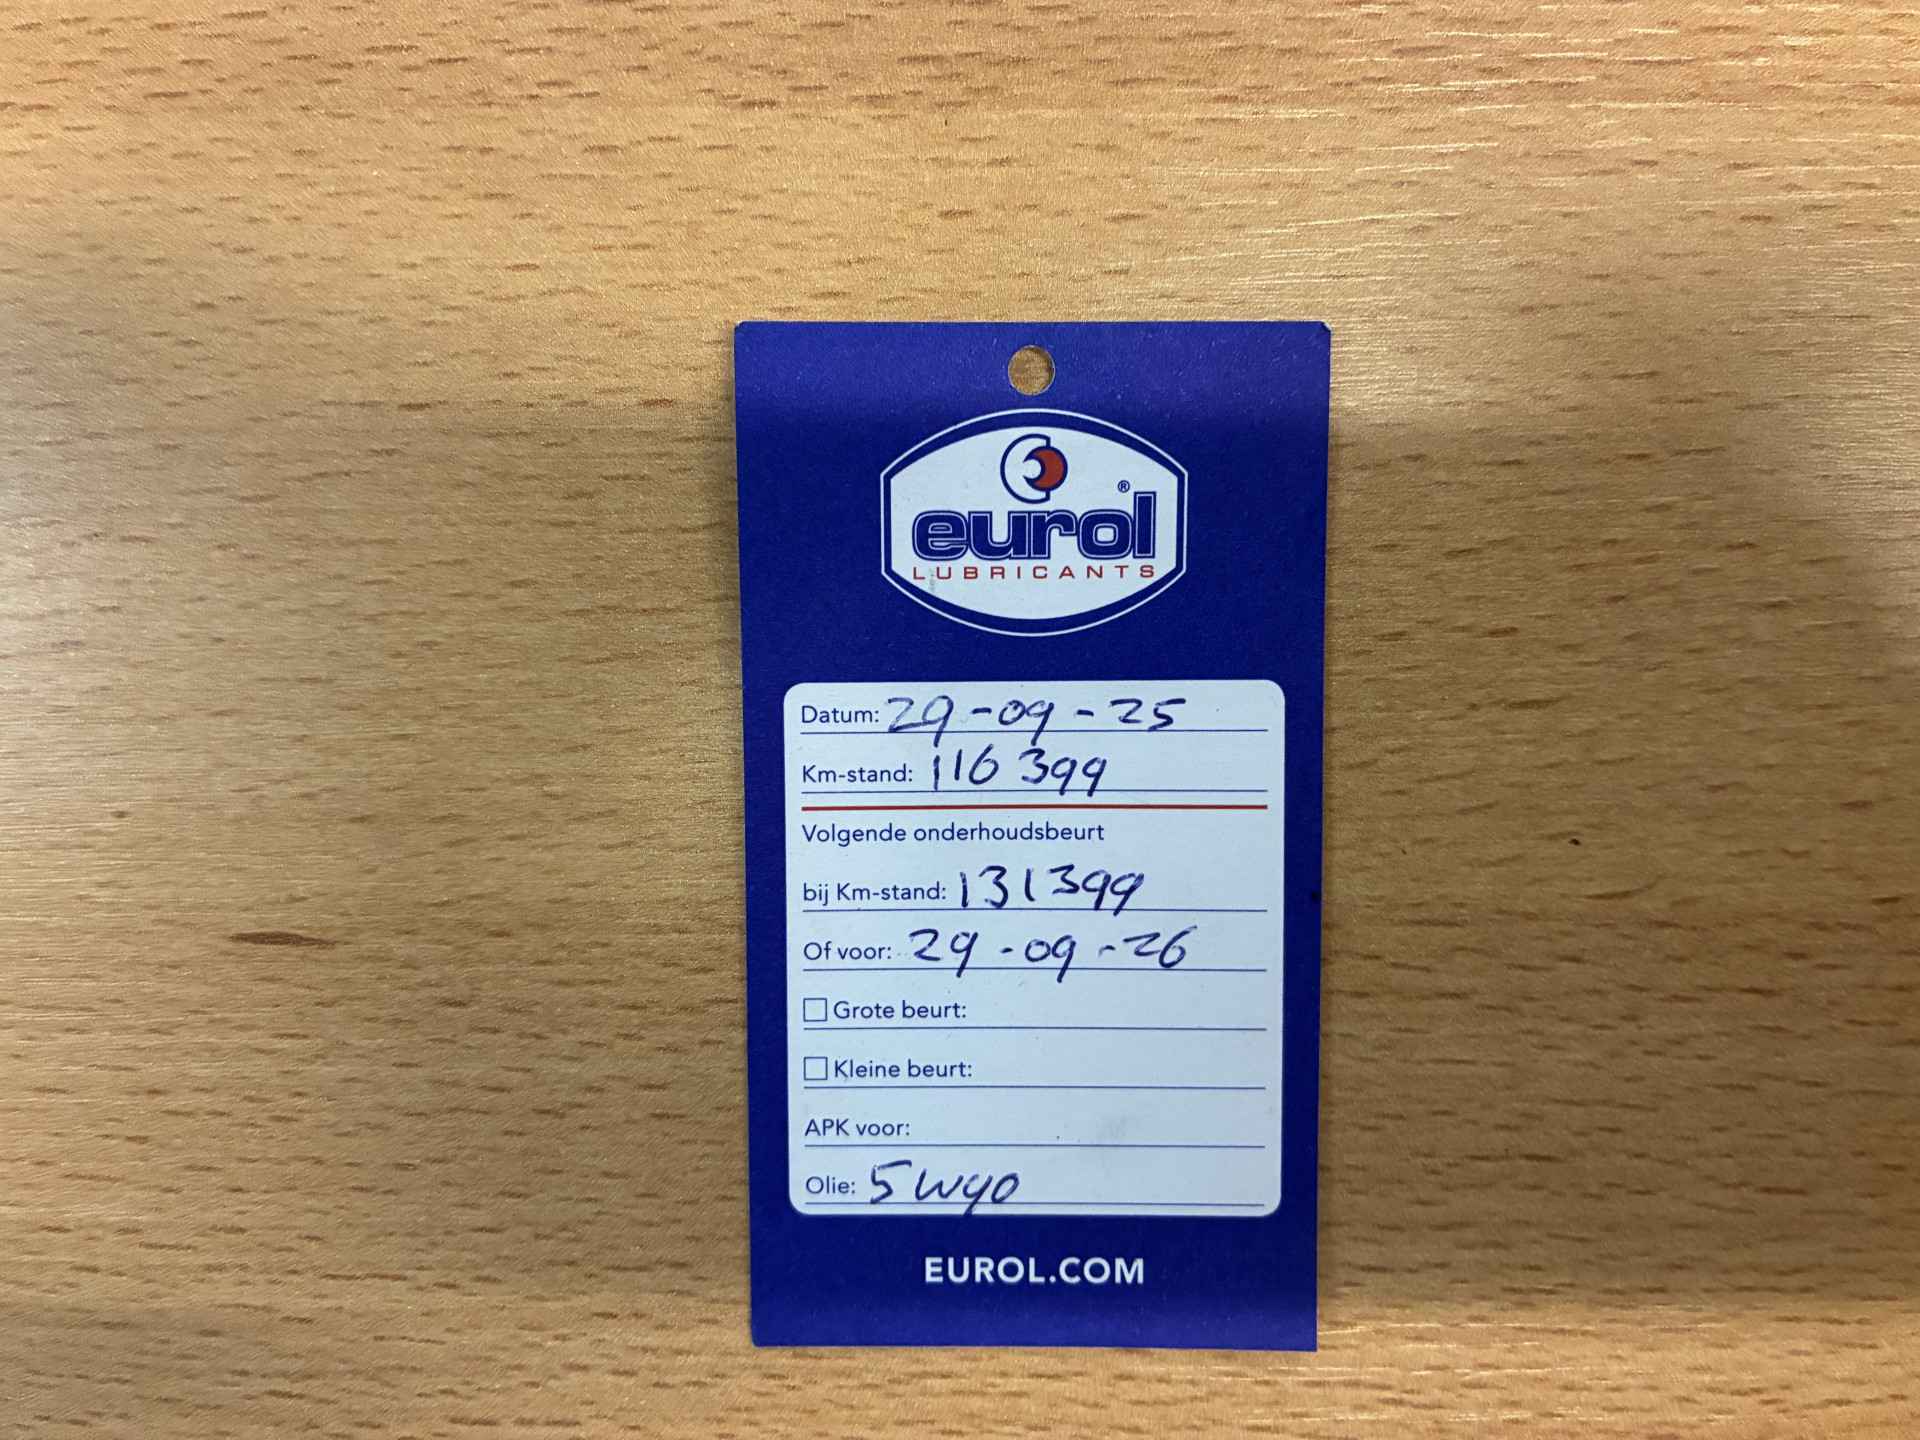 eurol®
LUBRICANTS
Datum: 29-09-25
Km-stand: 116 399
Volgende onderhoudsbeurt
bij Km-stand: 131399
Of voor: 29-09-26
Grote beurt:
Kleine beurt:
APK voor:
Olie: 5W40
EUROL.COM